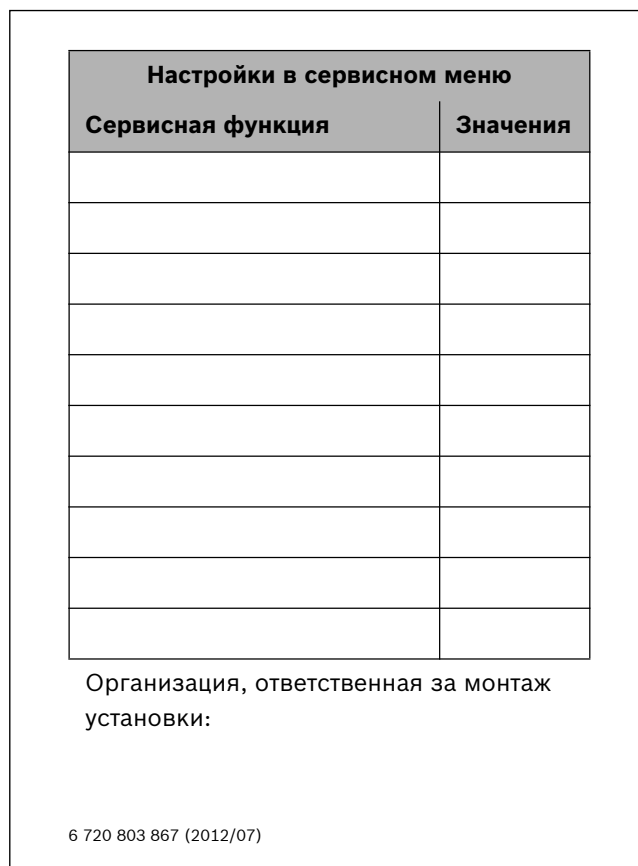 Настройки в сервисном меню
Сервисная функция Значения
Организация, ответственная за монтаж
установки:
6 720 803 867 (2012/07)